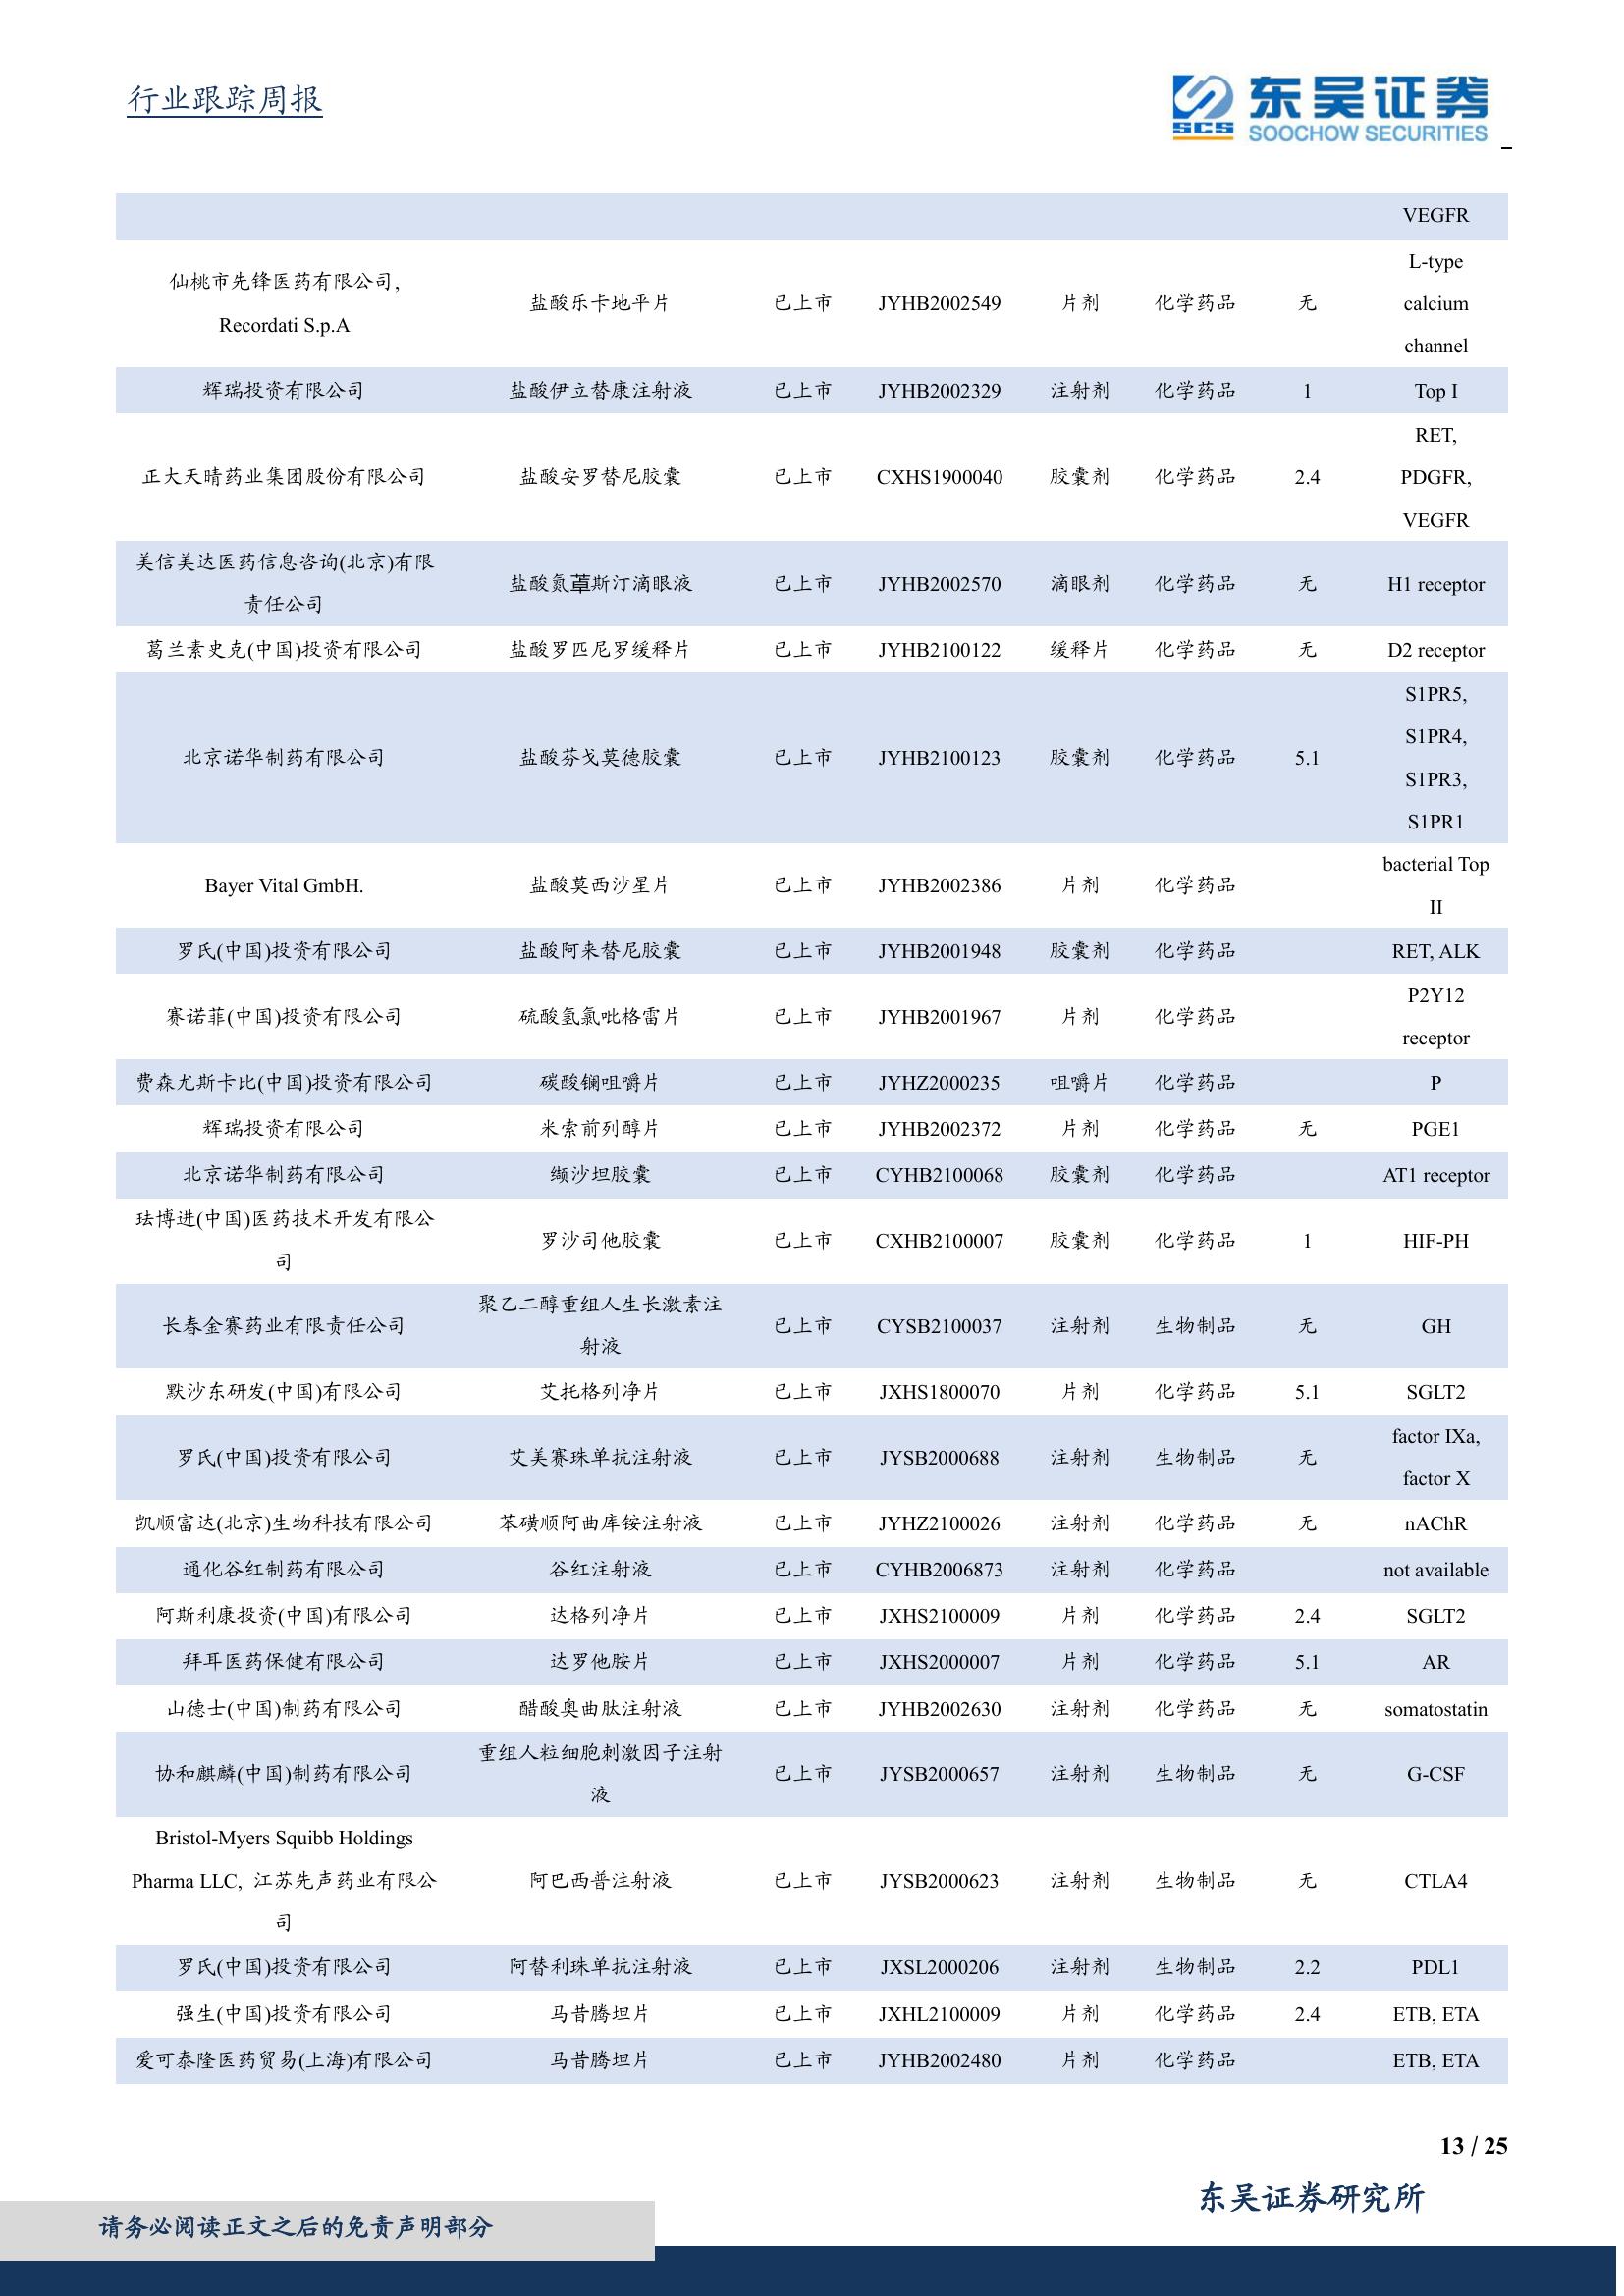 行业跟踪周报
SCS 东吴证券
SOOCHOW SECURITIES
VEGFR
仙桃市先锋医药有限公司, Recordati S.p.A 盐酸乐卡地平片 已上市 JYHB2002549 片剂 化学药品 无 L-type calcium channel
辉瑞投资有限公司 盐酸伊立替康注射液 已上市 JYHB2002329 注射剂 化学药品 1 Top I
正大天晴药业集团股份有限公司 盐酸安罗替尼胶囊 已上市 CXHS1900040 胶囊剂 化学药品 2.4 RET, PDGFR, VEGFR
美信美达医药信息咨询(北京)有限责任公司 盐酸氮䓬斯汀滴眼液 已上市 JYHB2002570 滴眼剂 化学药品 无 H1 receptor
葛兰素史克(中国)投资有限公司 盐酸罗匹尼罗缓释片 已上市 JYHB2100122 缓释片 化学药品 无 D2 receptor
北京诺华制药有限公司 盐酸芬戈莫德胶囊 已上市 JYHB2100123 胶囊剂 化学药品 5.1 S1PR5, S1PR4, S1PR3, S1PR1
Bayer Vital GmbH. 盐酸莫西沙星片 已上市 JYHB2002386 片剂 化学药品 bacterial Top II
罗氏(中国)投资有限公司 盐酸阿来替尼胶囊 已上市 JYHB2001948 胶囊剂 化学药品 RET, ALK
赛诺菲(中国)投资有限公司 硫酸氢氯吡格雷片 已上市 JYHB2001967 片剂 化学药品 P2Y12 receptor
费森尤斯卡比(中国)投资有限公司 碳酸镧咀嚼片 已上市 JYHZ2000235 咀嚼片 化学药品 P
辉瑞投资有限公司 米索前列醇片 已上市 JYHB2002372 片剂 化学药品 无 PGE1
北京诺华制药有限公司 缬沙坦胶囊 已上市 CYHB2100068 胶囊剂 化学药品 AT1 receptor
珐博进(中国)医药技术开发有限公司 罗沙司他胶囊 已上市 CXHB2100007 胶囊剂 化学药品 1 HIF-PH
长春金赛药业有限责任公司 聚乙二醇重组人生长激素注射液 已上市 CYSB2100037 注射剂 生物制品 无 GH
默沙东研发(中国)有限公司 艾托格列净片 已上市 JXHS1800070 片剂 化学药品 5.1 SGLT2
罗氏(中国)投资有限公司 艾美赛珠单抗注射液 已上市 JYSB2000688 注射剂 生物制品 无 factor IXa, factor X
凯顺富达(北京)生物科技有限公司 苯磺顺阿曲库铵注射液 已上市 JYHZ2100026 注射剂 化学药品 无 nAChR
通化谷红制药有限公司 谷红注射液 已上市 CYHB2006873 注射剂 化学药品 not available
阿斯利康投资(中国)有限公司 达格列净片 已上市 JXHS2100009 片剂 化学药品 2.4 SGLT2
拜耳医药保健有限公司 达罗他胺片 已上市 JXHS2000007 片剂 化学药品 5.1 AR
山德士(中国)制药有限公司 醋酸奥曲肽注射液 已上市 JYHB2002630 注射剂 化学药品 无 somatostatin
协和麒麟(中国)制药有限公司 重组人粒细胞刺激因子注射液 已上市 JYSB2000657 注射剂 生物制品 无 G-CSF
Bristol-Myers Squibb Holdings Pharma LLC, 江苏先声药业有限公司 阿巴西普注射液 已上市 JYSB2000623 注射剂 生物制品 无 CTLA4
罗氏(中国)投资有限公司 阿替利珠单抗注射液 已上市 JXSL2000206 注射剂 生物制品 2.2 PDL1
强生(中国)投资有限公司 马昔腾坦片 已上市 JXHL2100009 片剂 化学药品 2.4 ETB, ETA
爱可泰隆医药贸易(上海)有限公司 马昔腾坦片 已上市 JYHB2002480 片剂 化学药品 ETB, ETA
13 / 25
东吴证券研究所
请务必阅读正文之后的免责声明部分